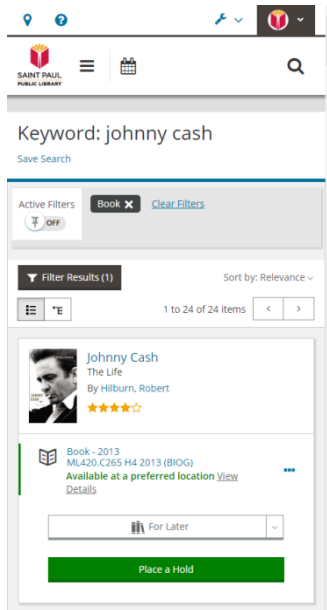 SAINT PAUL
PUBLIC LIBRARY
Keyword: johnny cash
Save Search
Active Filters
OFF
Book
Clear Filters
Filter Results (1)
Sort by: Relevance
1 to 24 of 24 items
Johnny Cash
The Life
By Hilburn, Robert
Book - 2013
ML420.C265 H4 2013 (BIOG)
Available at a preferred location View
Details
For Later
Place a Hold